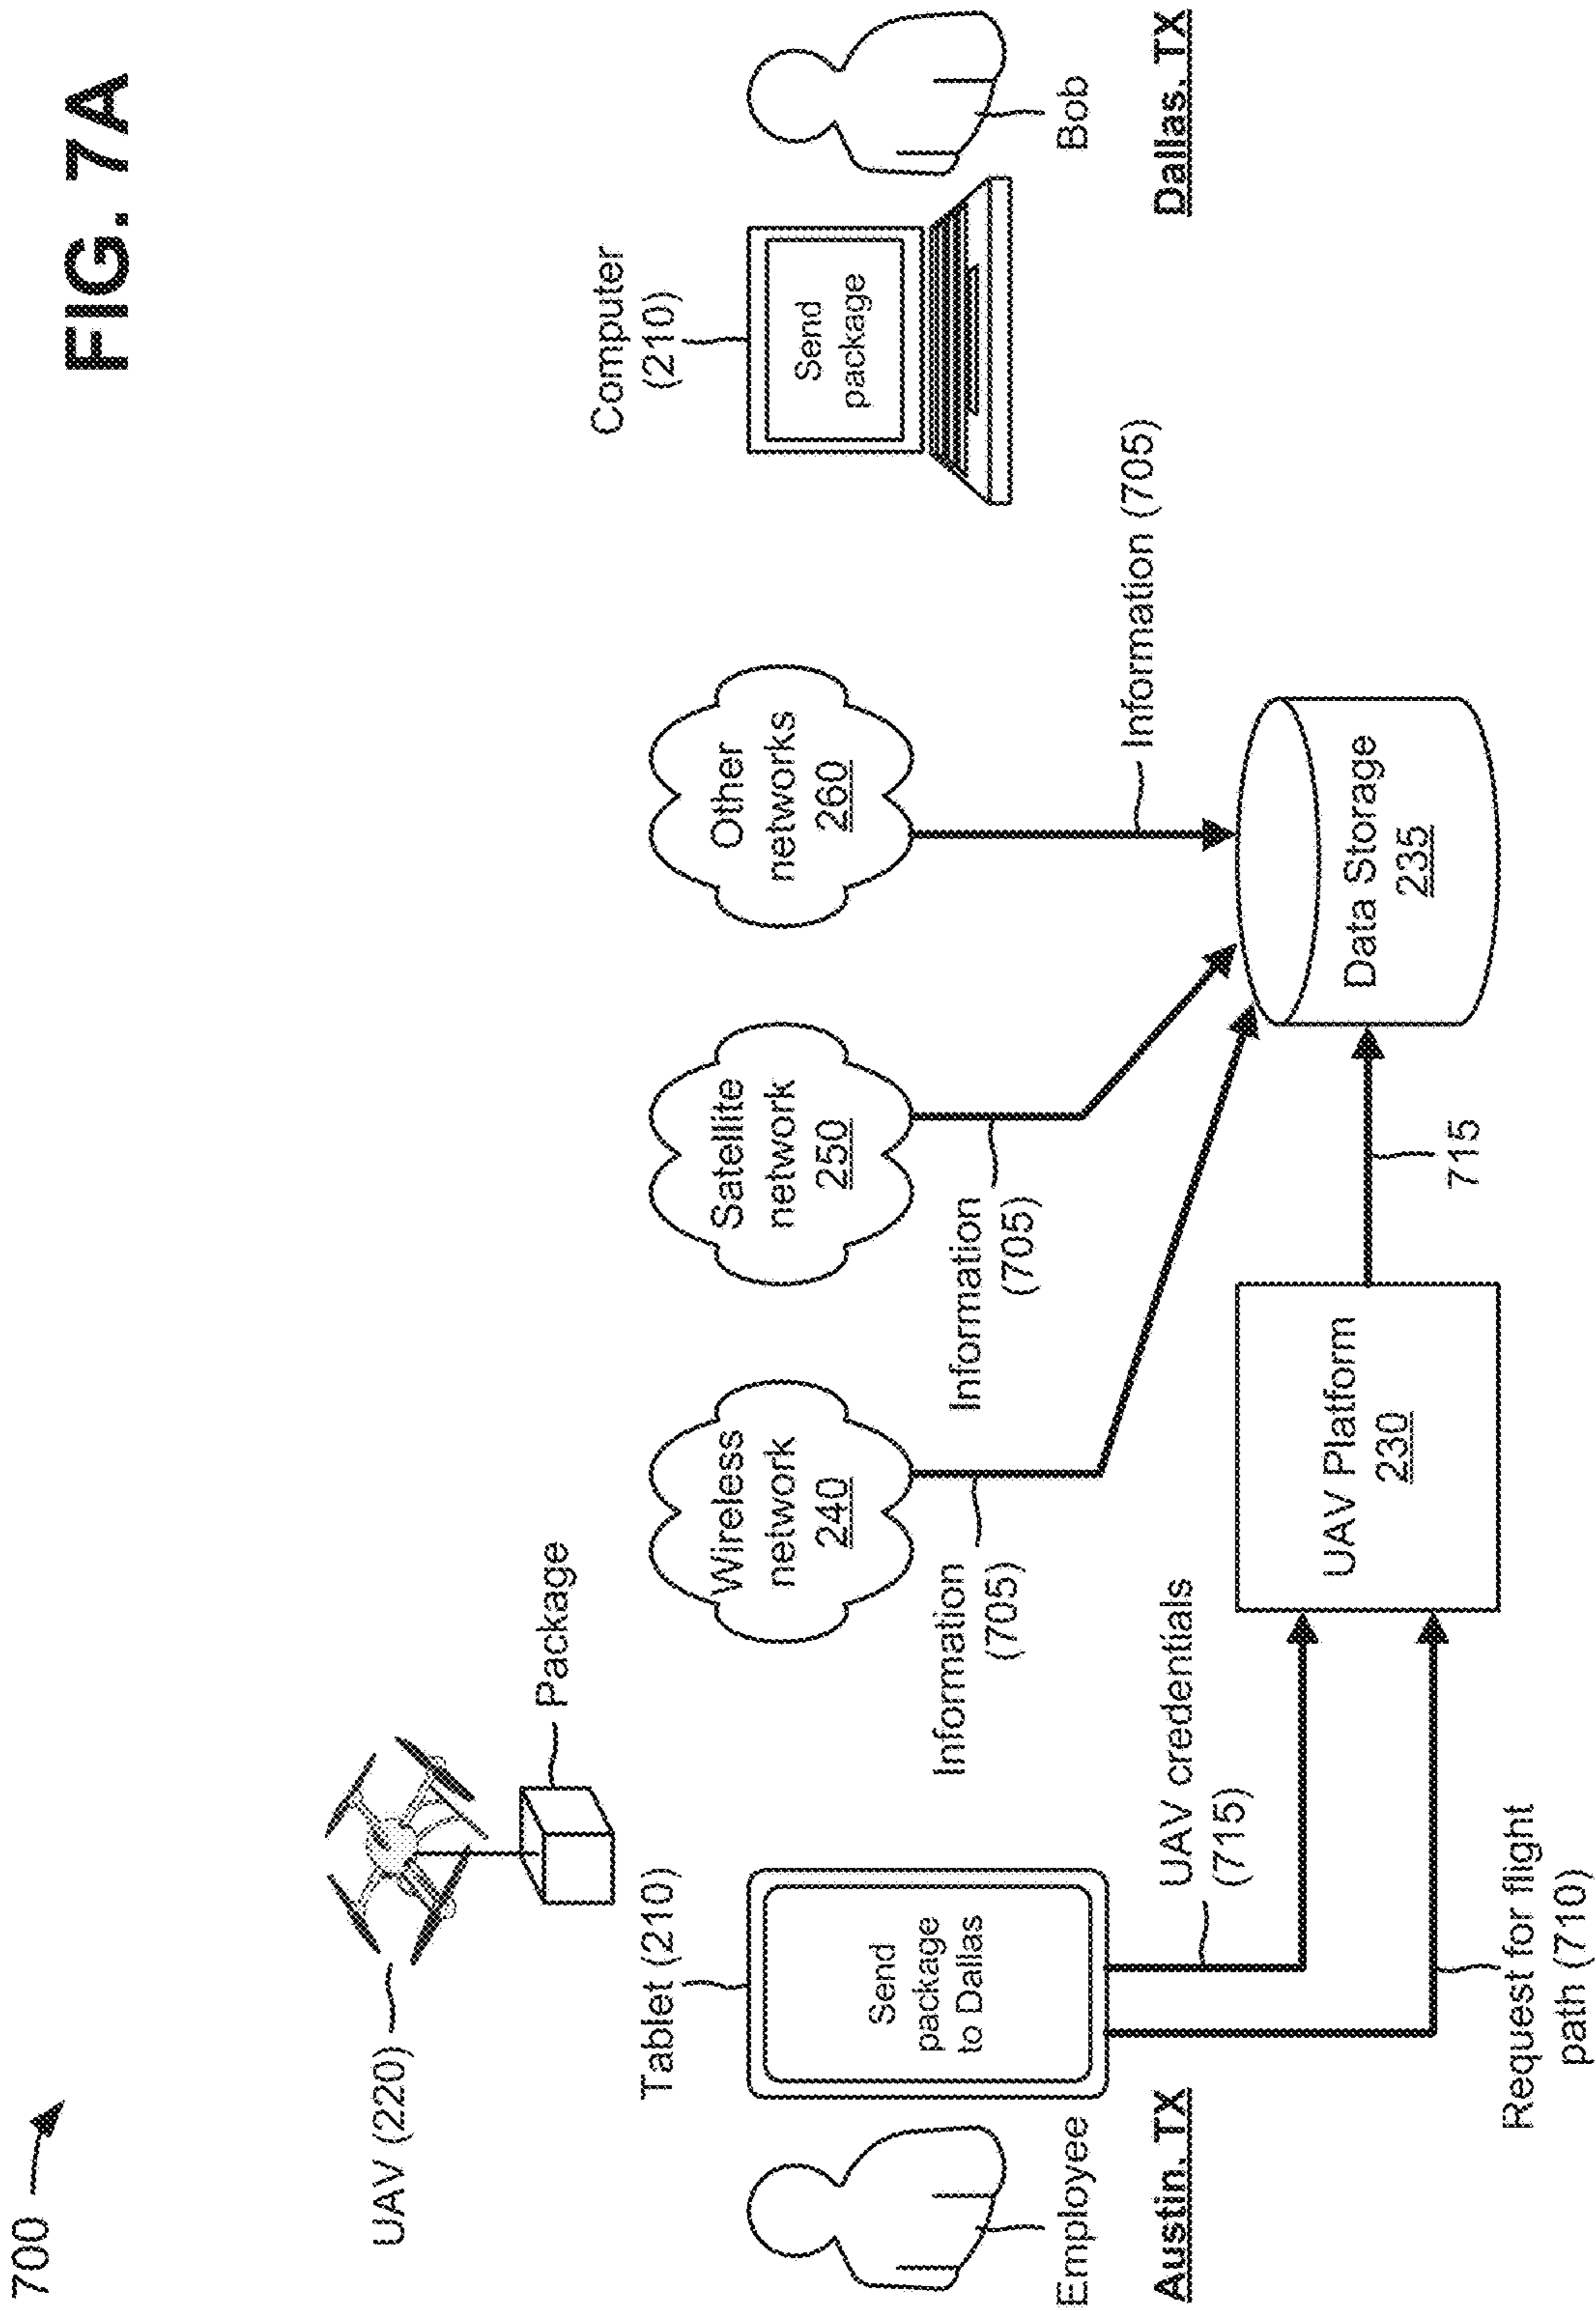 FIG. 7A
700
UAV (220)
Package
Tablet (210)
Computer
(210)
Send
package
to Dallas
Wireless
network
240
Satellite
network
250
Other
networks
260
Send
package
Employee
Bob
Austin, TX
Dallas, TX
Information
(705)
Information
(705)
Information (705)
UAV credentials
(715)
UAV Platform
230
715
Data Storage
235
Request for flight
path (710)